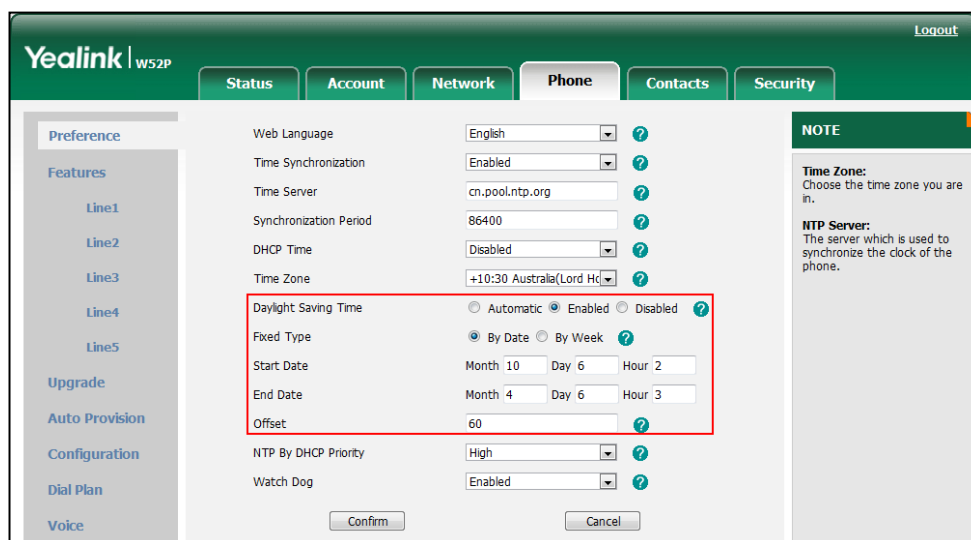 Logout
Yealink | W52P
Status Account Network Phone Contacts Security
Preference
Features
Line1
Line2
Line3
Line4
Line5
Upgrade
Auto Provision
Configuration
Dial Plan
Voice
Web Language English ?
Time Synchronization Enabled ?
Time Server cn.pool.ntp.org ?
Synchronization Period 86400 ?
DHCP Time Disabled ?
Time Zone +10:30 Australia(Lord Ho ?
Daylight Saving Time Automatic Enabled Disabled ?
Fixed Type By Date By Week ?
Start Date Month 10 Day 6 Hour 2
End Date Month 4 Day 6 Hour 3
Offset 60 ?
NTP By DHCP Priority High ?
Watch Dog Enabled ?
Confirm Cancel
NOTE
Time Zone:
Choose the time zone you are
in.
NTP Server:
The server which is used to
synchronize the clock of the
phone.